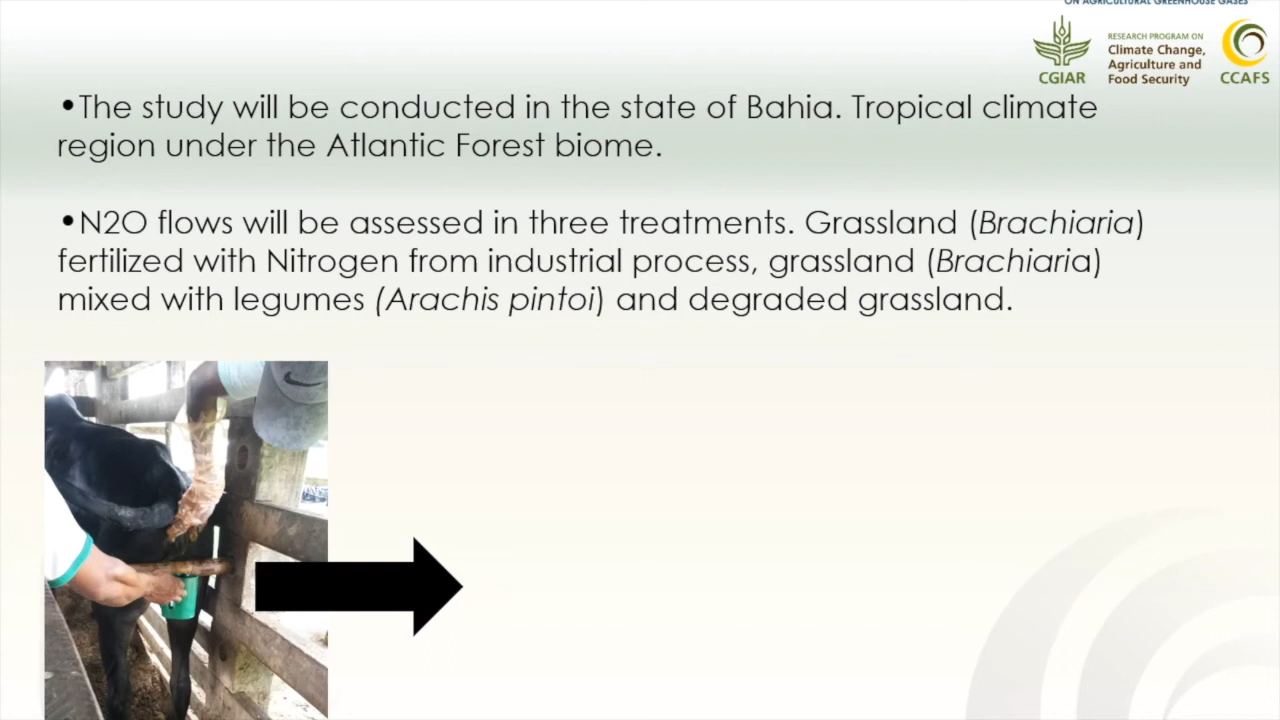 ON AGRICULTURAL GREENHOUSE GASES
RESEARCH PROGRAM ON
Climate Change,
Agriculture and
Food Security
CGIAR
CCAFS
•The study will be conducted in the state of Bahia. Tropical climate
region under the Atlantic Forest biome.
•N2O flows will be assessed in three treatments. Grassland (Brachiaria)
fertilized with Nitrogen from industrial process, grassland (Brachiaria)
mixed with legumes (Arachis pintoi) and degraded grassland.